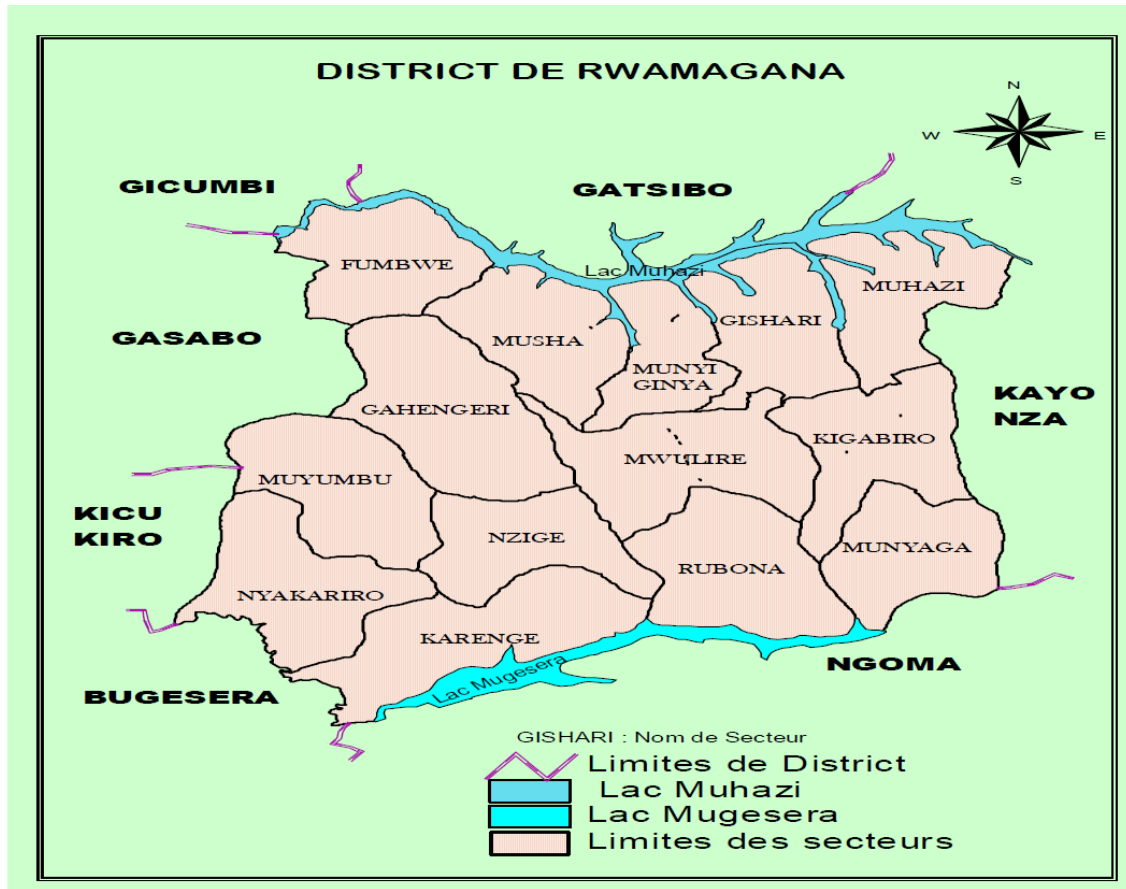 DISTRICT DE RWAMAGANA
N
W
E
S
GICUMBI
GATSIBO
FUMBWE
Lac Muhazi
MUHAZI
GASABO
MUSHA
GISHARI
MUNYI
GINYA
KAYO
NZA
GAHENGERI
KIGABIRO
MWULIRE
MUYUMBU
KICU
KIRO
NZIGE
MUNYAGA
RUBONA
NYAKARIRO
KARENGE
NGOMA
Lac Mugesera
BUGESERA
GISHARI : Nom de Secteur
Limites de District
Lac Muhazi
Lac Mugesera
Limites des secteurs